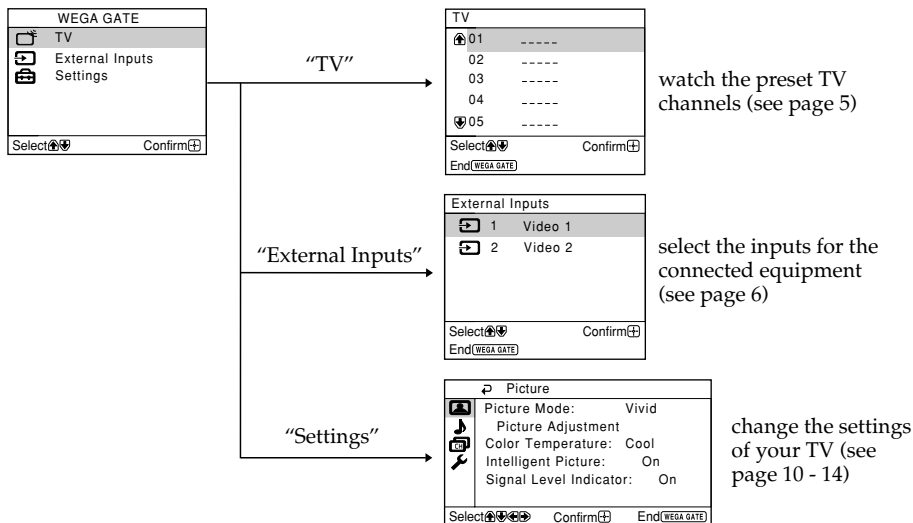 WEGA GATE
TV
External Inputs
Settings
Select Confirm
“TV”
TV
01 -----
02 -----
03 -----
04 -----
05 -----
Select Confirm
End WEGA GATE
watch the preset TV
channels (see page 5)
“External Inputs”
External Inputs
1 Video 1
2 Video 2
Select Confirm
End WEGA GATE
select the inputs for the
connected equipment
(see page 6)
“Settings”
Picture
Picture Mode: Vivid
Picture Adjustment
CH
Color Temperature: Cool
Intelligent Picture: On
Signal Level Indicator: On
Select Confirm End WEGA GATE
change the settings
of your TV (see
page 10 - 14)